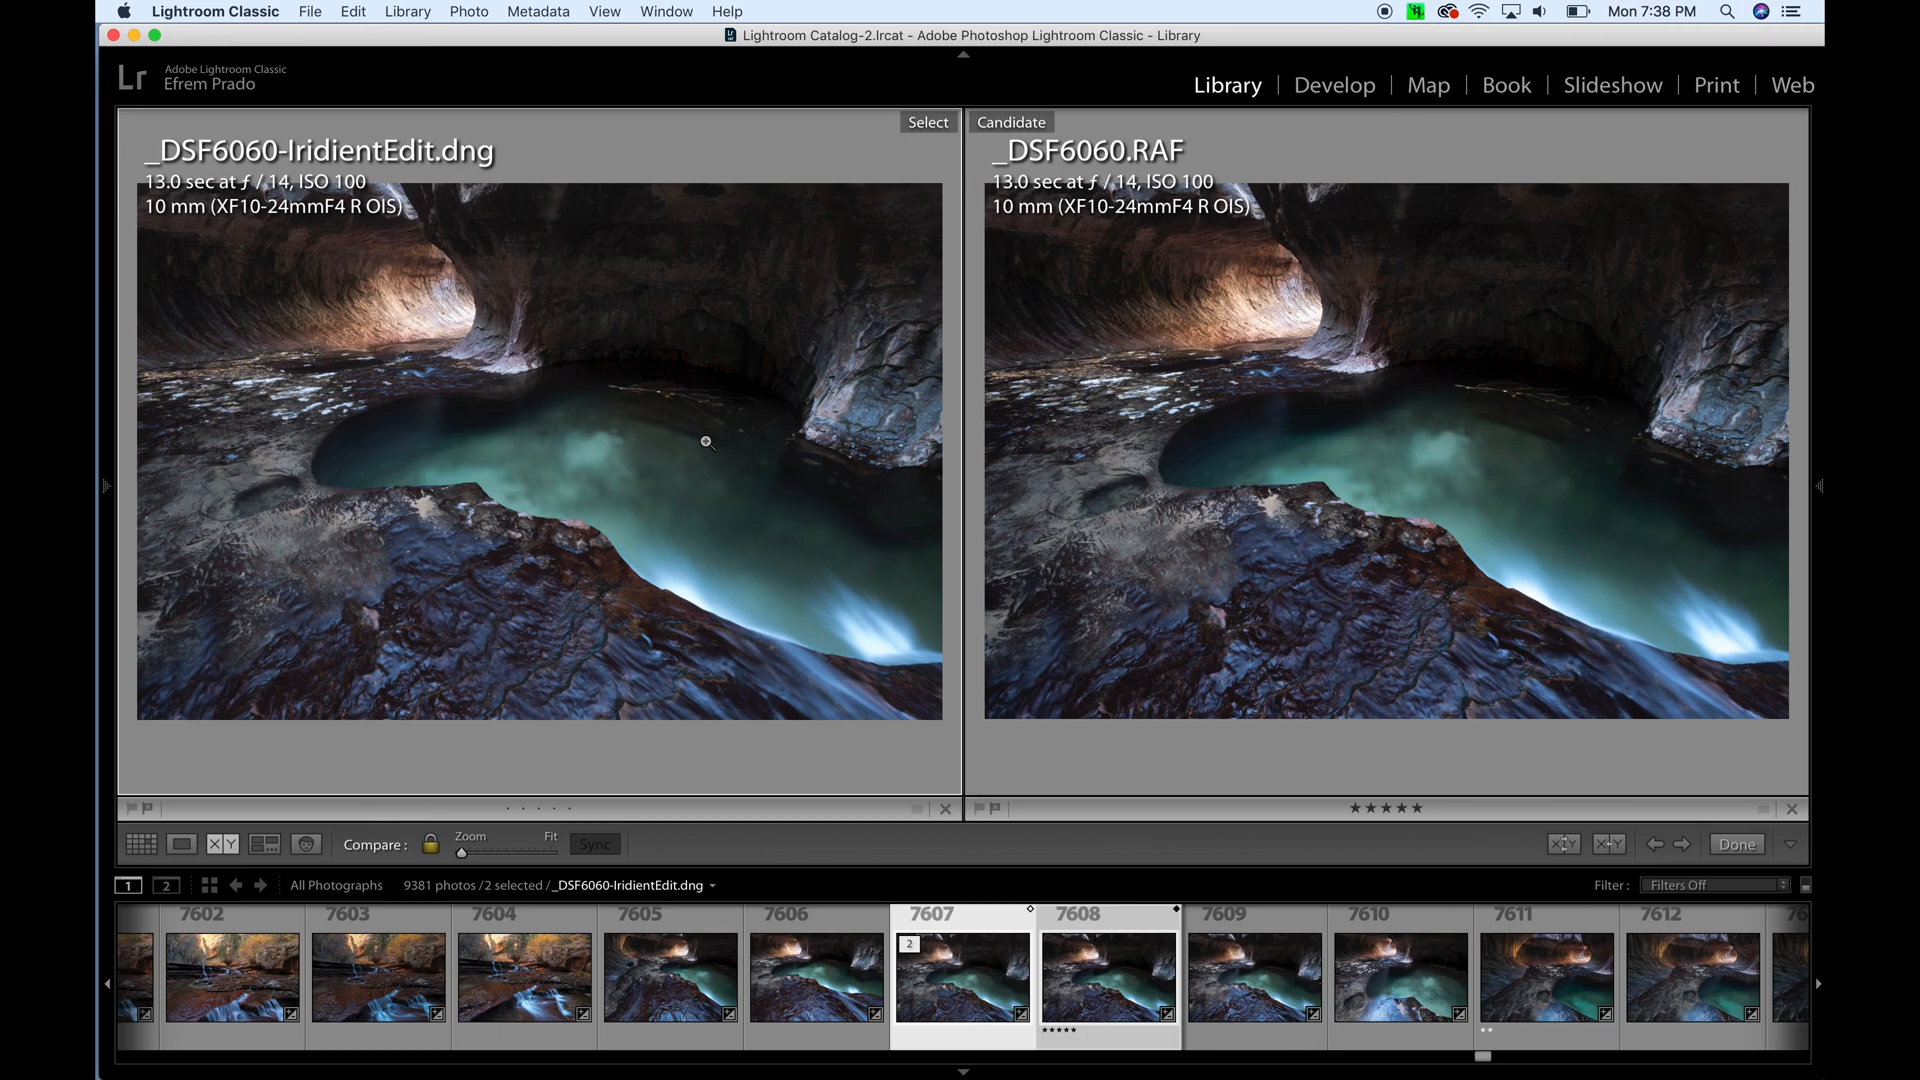 Lightroom Classic File Edit Library Photo Metadata View Window Help Mon 7:38 PM
Lightroom Catalog-2.lrcat - Adobe Photoshop Lightroom Classic - Library
Lr
Adobe Lightroom Classic
Efrem Prado
Library | Develop | Map | Book | Slideshow | Print | Web
Select
Candidate
_DSF6060-IridientEdit.dng
13.0 sec at ƒ / 14, ISO 100
10 mm (XF10-24mmF4 R OIS)
_DSF6060.RAF
13.0 sec at ƒ / 14, ISO 100
10 mm (XF10-24mmF4 R OIS)
X Y Compare : Zoom Fit Sync X Y X Y Done
1 2 All Photographs 9381 photos /2 selected /_DSF6060-IridientEdit.dng Filter : Filters Off
7602 7603 7604 7605 7606 7607 7608 7609 7610 7611 7612 76
2